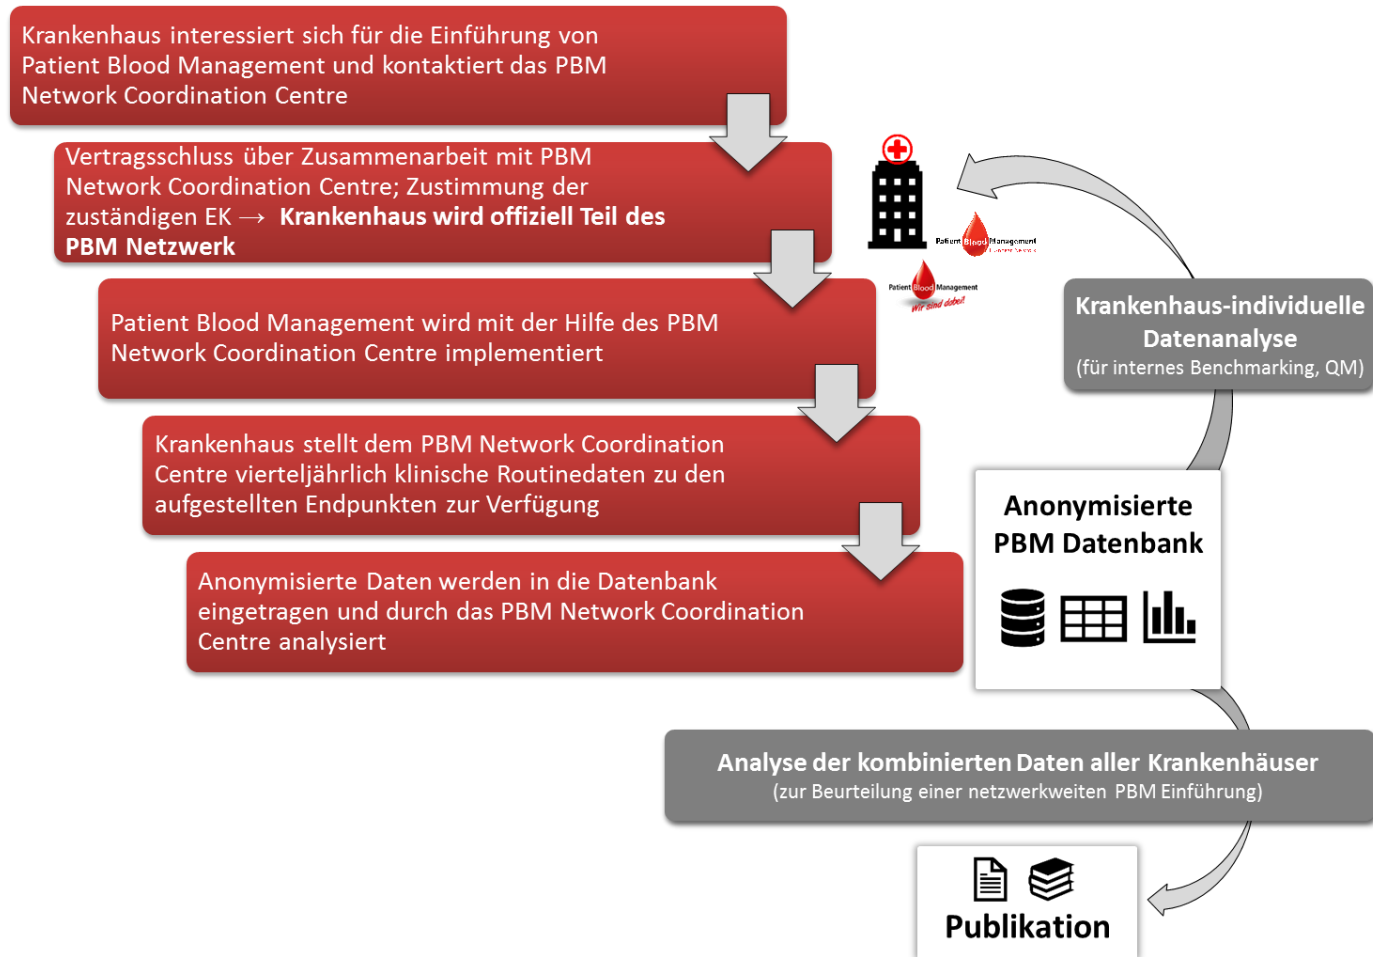 Krankenhaus interessiert sich für die Einführung von
Patient Blood Management und kontaktiert das PBM
Network Coordination Centre
Vertragsschluss über Zusammenarbeit mit PBM
Network Coordination Centre; Zustimmung der
zuständigen EK → Krankenhaus wird offiziell Teil des
PBM Netzwerk
Patient Blood Management
Patient Blood Management
Wir sind dabei!
Patient Blood Management wird mit der Hilfe des PBM
Network Coordination Centre implementiert
Krankenhaus-individuelle
Datenanalyse
(für internes Benchmarking, QM)
Krankenhaus stellt dem PBM Network Coordination
Centre vierteljährlich klinische Routinedaten zu den
aufgestellten Endpunkten zur Verfügung
Anonymisierte
PBM Datenbank
Anonymisierte Daten werden in die Datenbank
eingetragen und durch das PBM Network Coordination
Centre analysiert
Analyse der kombinierten Daten aller Krankenhäuser
(zur Beurteilung einer netzwerkweiten PBM Einführung)
Publikation